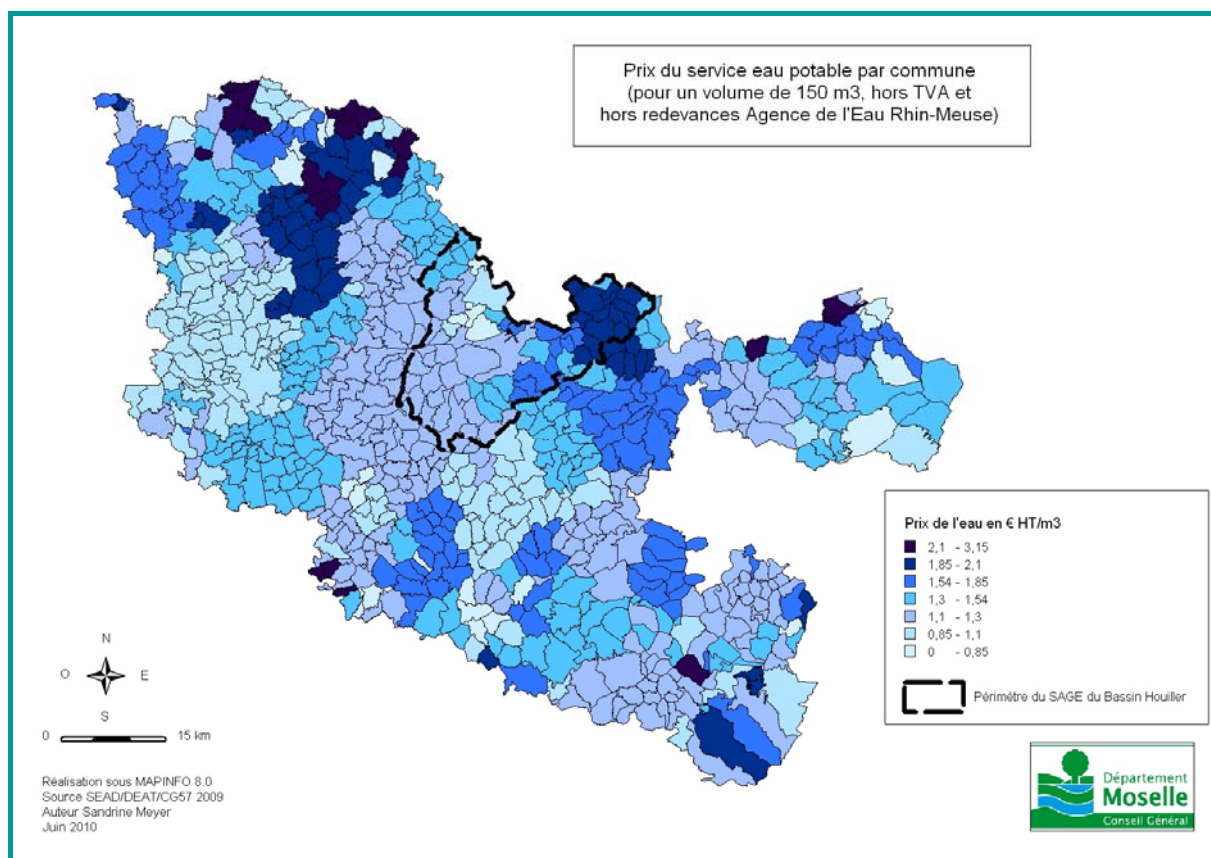 Prix du service eau potable par commune
(pour un volume de 150 m3, hors TVA et
hors redevances Agence de l'Eau Rhin-Meuse)
Prix de l'eau en € HT/m3
2,1 - 3,15
1,85 - 2,1
1,54 - 1,85
1,3 - 1,54
1,1 - 1,3
0,85 - 1,1
0 - 0,85
Périmètre du SAGE du Bassin Houiller
N
O E
S
0 15 km
Réalisation sous MAPINFO 8.0
Source SEAD/DEAT/CG57 2009
Auteur Sandrine Meyer
Juin 2010
Département
Moselle
Conseil Général